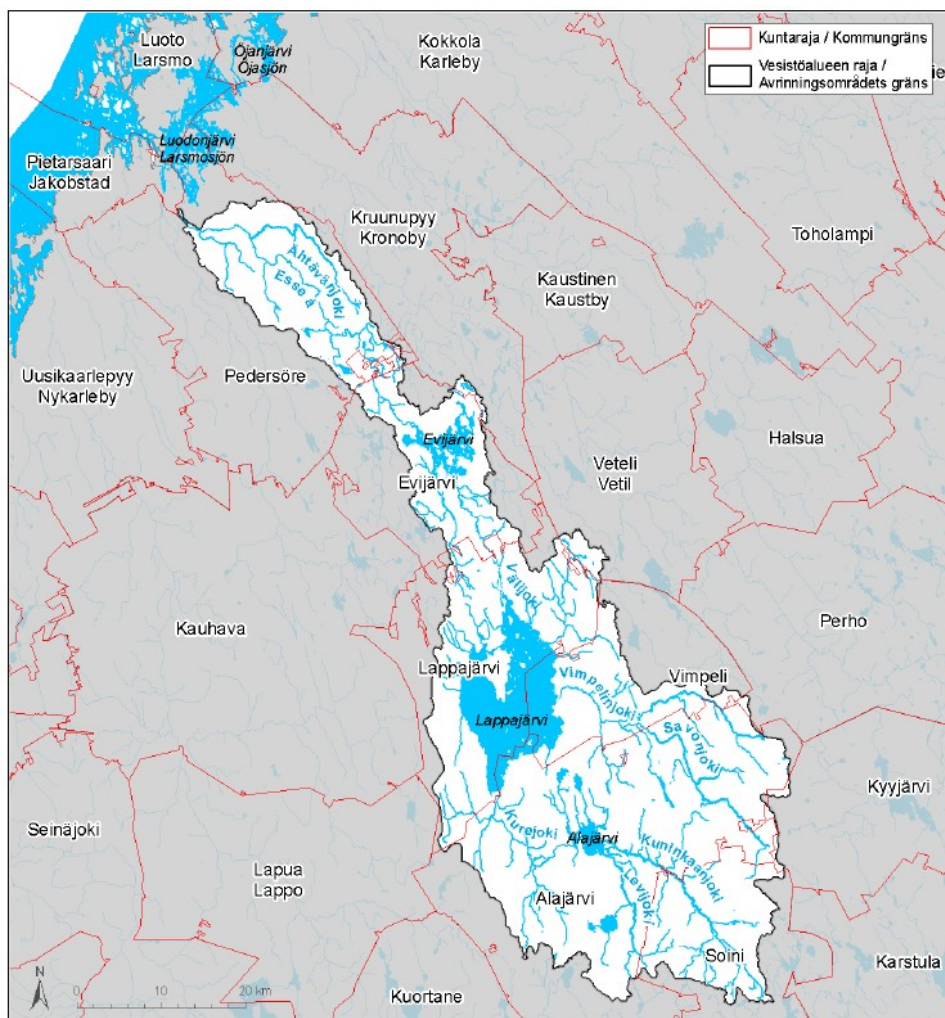 Luoto
Larsmo
Öjanjärvi
Öjasjön
Kokkola
Karleby
Kuntaraja / Kommungräns
Vesistöalueen raja /
Avrinningsområdets gräns
Luodonjärvi
Larsmosjön
Pietarsaari
Jakobstad
Kruunupyy
Kronoby
Toholampi
Ähtävänjoki
Esse å
Kaustinen
Kaustby
Uusikaarlepyy
Nykarleby
Pedersöre
Evijärvi
Halsua
Evijärvi
Veteli
Vetil
Välijoki
Kauhava
Perho
Lappajärvi
Vimpeli
Vimpelinjoki
Savonjoki
Lappajärvi
Kyyjärvi
Seinäjoki
Kurejoki
Alajärvi
Kuninkaanjoki
Levijoki
Lapua
Lappo
Alajärvi
Soini
Karstula
Kuortane
N
0 10 20 km